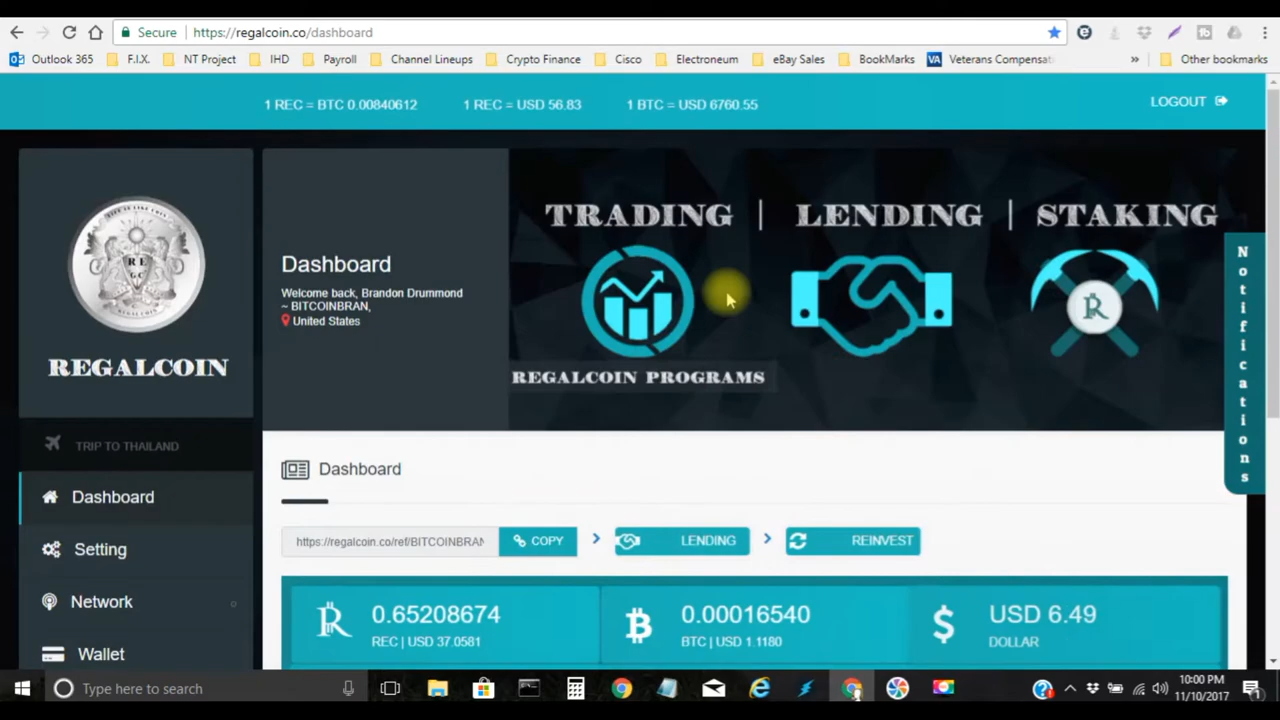 Secure | https://regalcoin.co/dashboard
Outlook 365 F.I.X. NT Project IHD Payroll Channel Lineups Crypto Finance Cisco Electroneum eBay Sales BookMarks VA Veterans Compensat » Other bookmarks
1 REC = BTC 0.00840612 1 REC = USD 56.83 1 BTC = USD 6760.55 LOGOUT
TRADING | LENDING | STAKING
REGALCOIN PROGRAMS
REGALCOIN
Dashboard
Welcome back, Brandon Drummond
~ BITCOINBRAN,
United States
Notifications
TRIP TO THAILAND
Dashboard
Setting
Network
Wallet
Dashboard
https://regalcoin.co/ref/BITCOINBRAN COPY LENDING REINVEST
0.65208674
REC | USD 37.0581
0.00016540
BTC | USD 1.1180
USD 6.49
DOLLAR
Type here to search
10:00 PM
11/10/2017